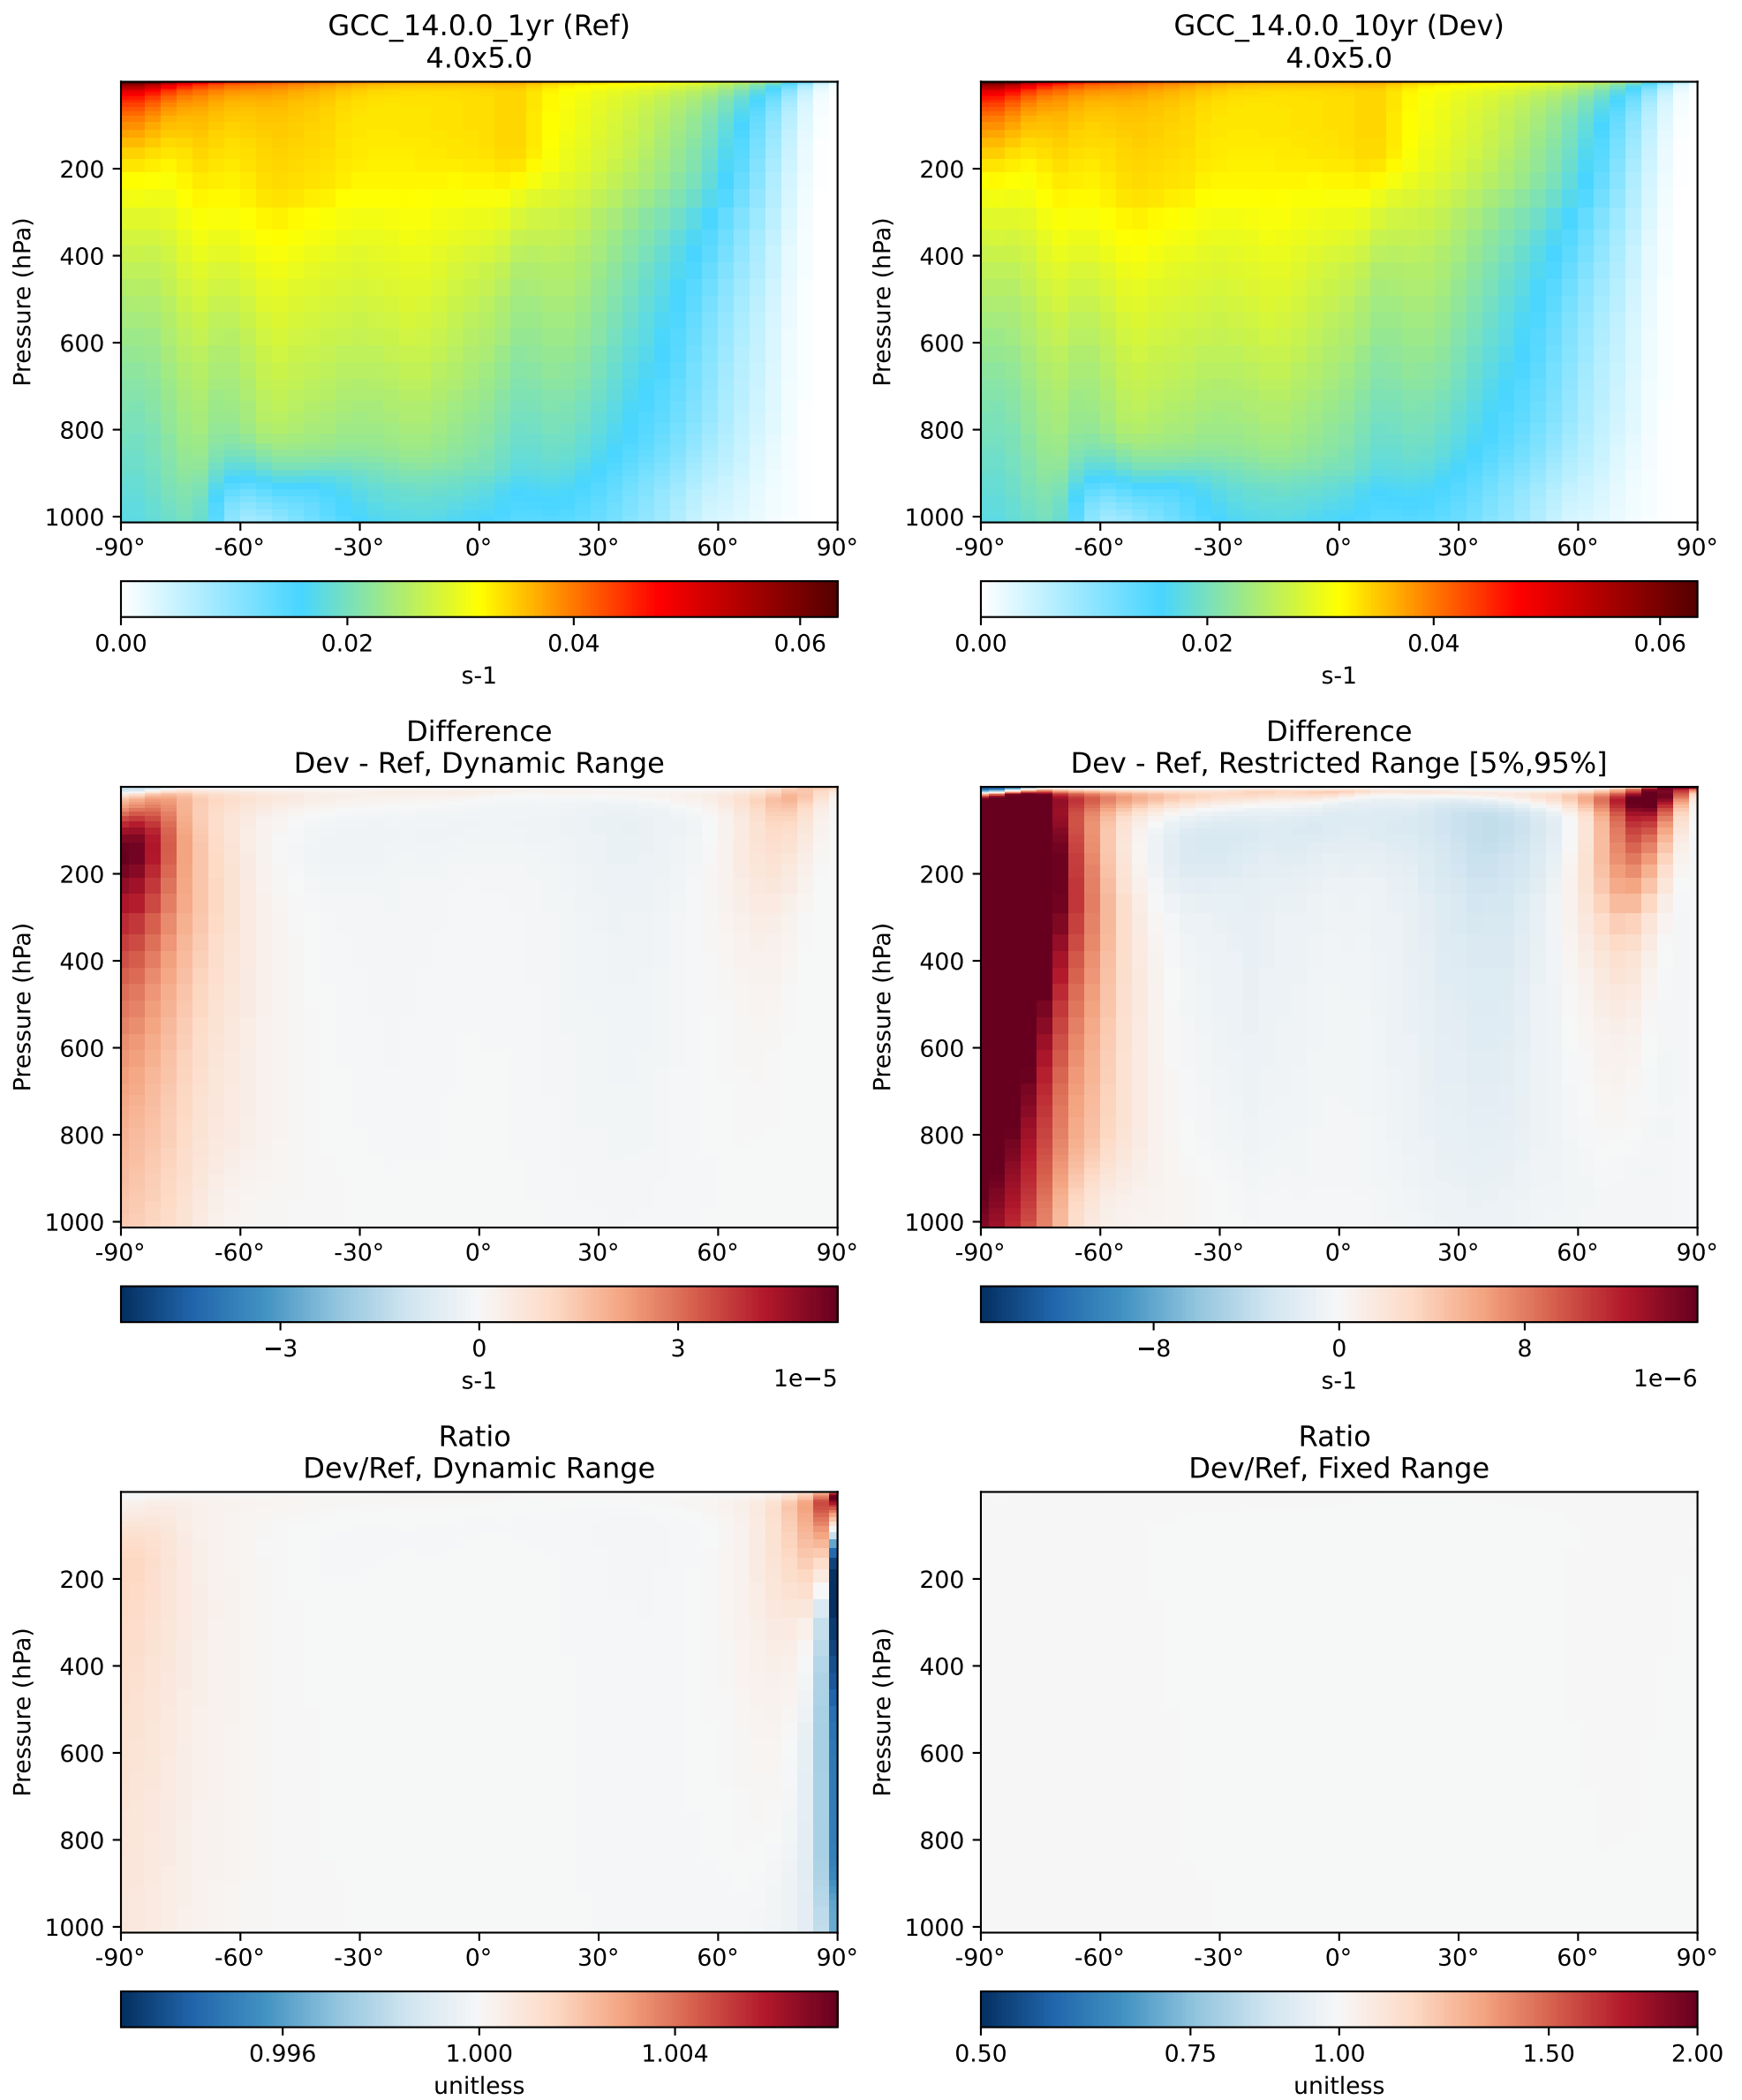 GCC_14.0.0_1yr (Ref)
4.0x5.0
Pressure (hPa)
200
400
600
800
1000
-90° -60° -30° 0° 30° 60° 90°
0.00 0.02 0.04 0.06
s-1
GCC_14.0.0_10yr (Dev)
4.0x5.0
Pressure (hPa)
200
400
600
800
1000
-90° -60° -30° 0° 30° 60° 90°
0.00 0.02 0.04 0.06
s-1
Difference
Dev - Ref, Dynamic Range
Pressure (hPa)
200
400
600
800
1000
-90° -60° -30° 0° 30° 60° 90°
−3 0 3
s-1 1e−5
Difference
Dev - Ref, Restricted Range [5%,95%]
Pressure (hPa)
200
400
600
800
1000
-90° -60° -30° 0° 30° 60° 90°
−8 0 8
s-1 1e−6
Ratio
Dev/Ref, Dynamic Range
Pressure (hPa)
200
400
600
800
1000
-90° -60° -30° 0° 30° 60° 90°
0.996 1.000 1.004
unitless
Ratio
Dev/Ref, Fixed Range
Pressure (hPa)
200
400
600
800
1000
-90° -60° -30° 0° 30° 60° 90°
0.50 0.75 1.00 1.50 2.00
unitless